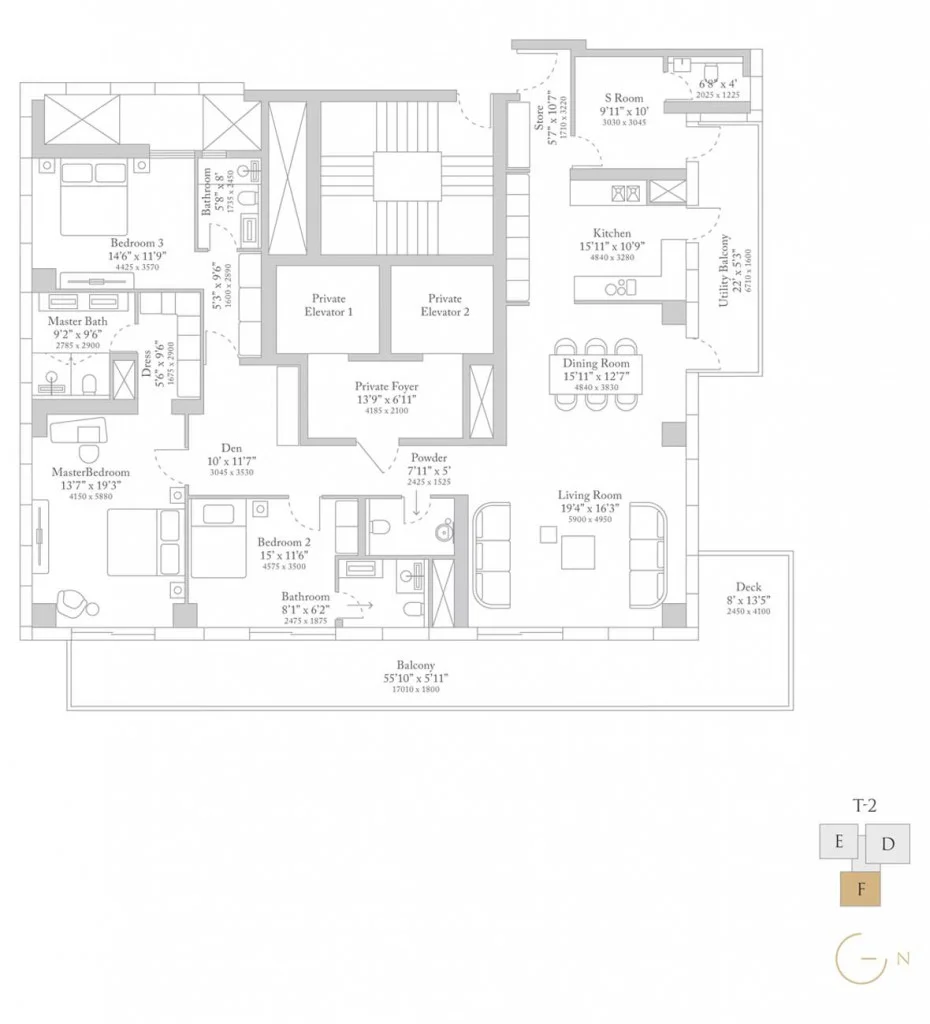 6'8" x 4'
2025 x 1225
S Room
9'11" x 10'
3030 x 3045
Store
5'7" x 10'7"
1710 x 3220
Bathroom
5'8" x 8'
1735 x 2450
Bedroom 3
14'6" x 11'9"
4425 x 3570
Kitchen
15'11" x 10'9"
4840 x 3280
Utility Balcony
22' x 5'3"
6710 x 1600
5'3" x 9'6"
1600 x 2890
Private
Elevator 1
Private
Elevator 2
Master Bath
9'2" x 9'6"
2785 x 2900
Dress
5'6" x 9'6"
1675 x 2900
Dining Room
15'11" x 12'7"
4840 x 3830
Private Foyer
13'9" x 6'11"
4185 x 2100
Den
10' x 11'7"
3045 x 3530
Powder
7'11" x 5'
2425 x 1525
MasterBedroom
13'7" x 19'3"
4150 x 5880
Living Room
19'4" x 16'3"
5900 x 4950
Bedroom 2
15' x 11'6"
4575 x 3500
Bathroom
8'1" x 6'2"
2475 x 1875
Deck
8' x 13'5"
2450 x 4100
Balcony
55'10" x 5'11"
17010 x 1800
T-2
E
D
F
N